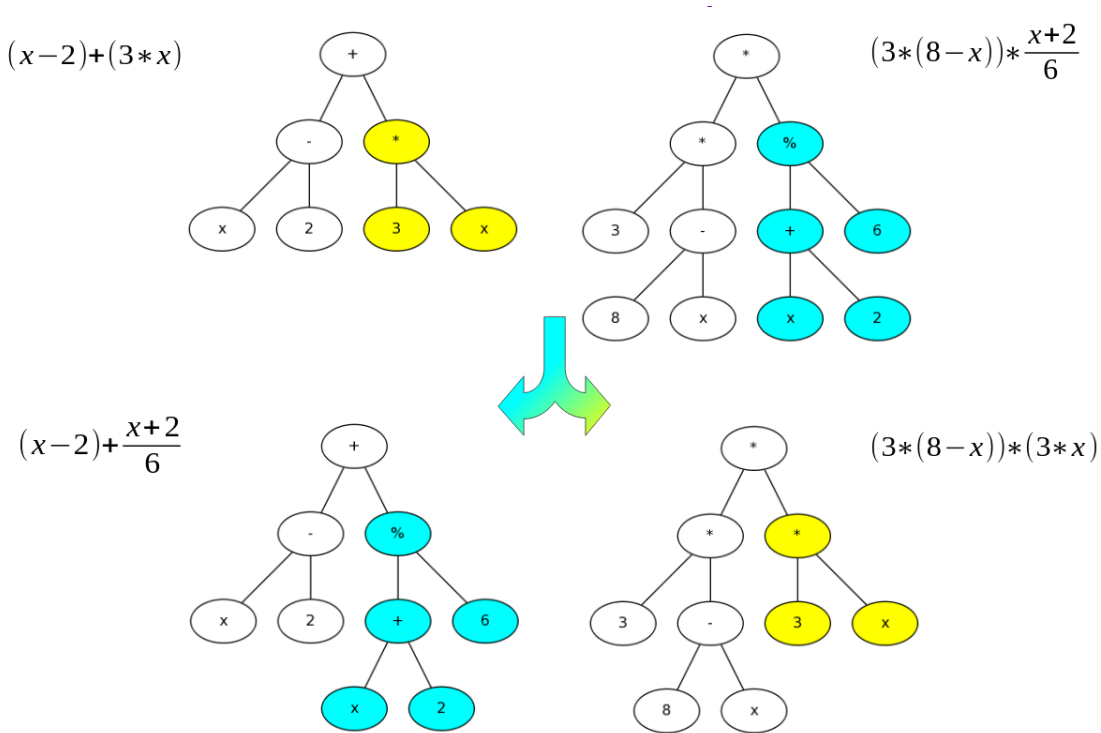 (x−2)+(3∗x)
+
- *
x 2 3 x
(3∗(8−x))∗
x+2
6
*
* %
3 - + 6
8 x x 2
(x−2)+
x+2
6
+
- %
x 2 + 6
x 2
(3∗(8−x))∗(3∗x)
*
* *
3 - 3 x
8 x